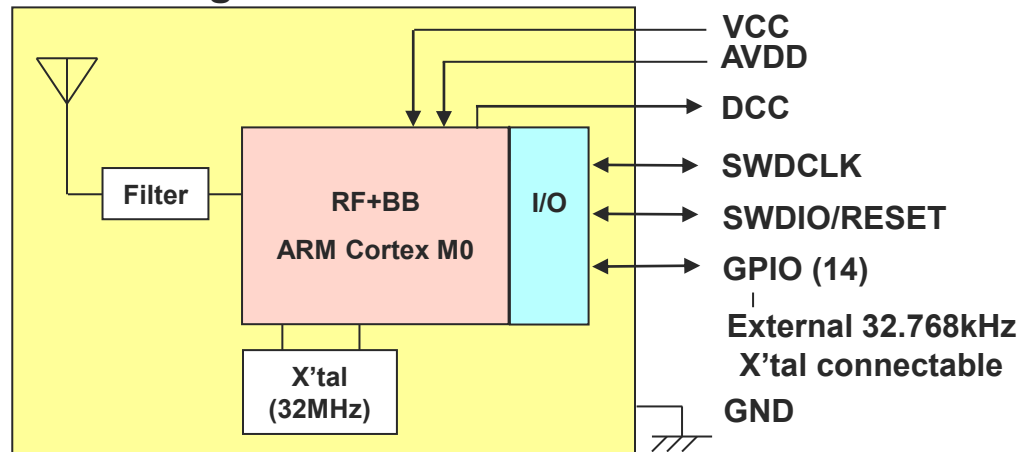 VCC
AVDD
DCC
Filter
RF+BB
ARM Cortex M0
I/O
SWDCLK
SWDIO/RESET
GPIO (14)
External 32.768kHz
X'tal connectable
X’tal
(32MHz)
GND